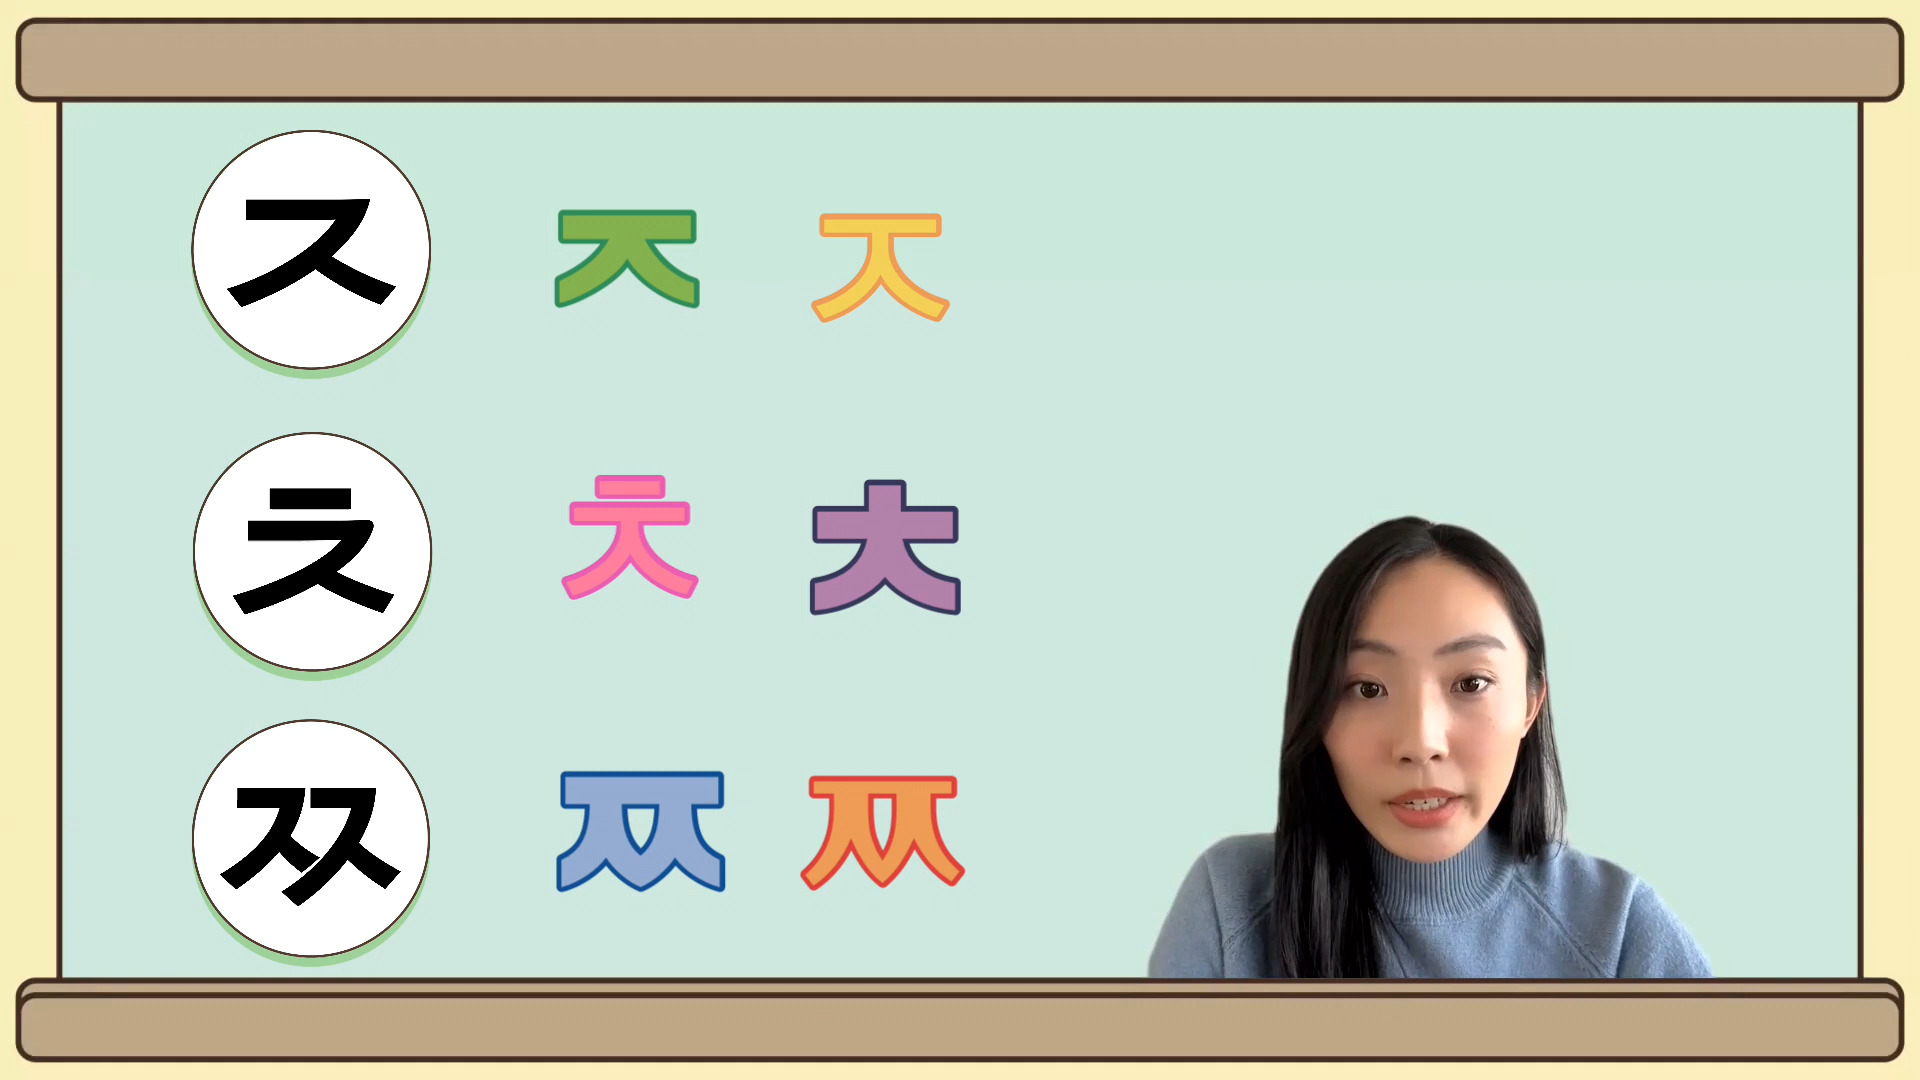 ㅈ ㅈ ㅈ
ㅊ ㅊ ㅊ
ㅉ ㅉ ㅉ